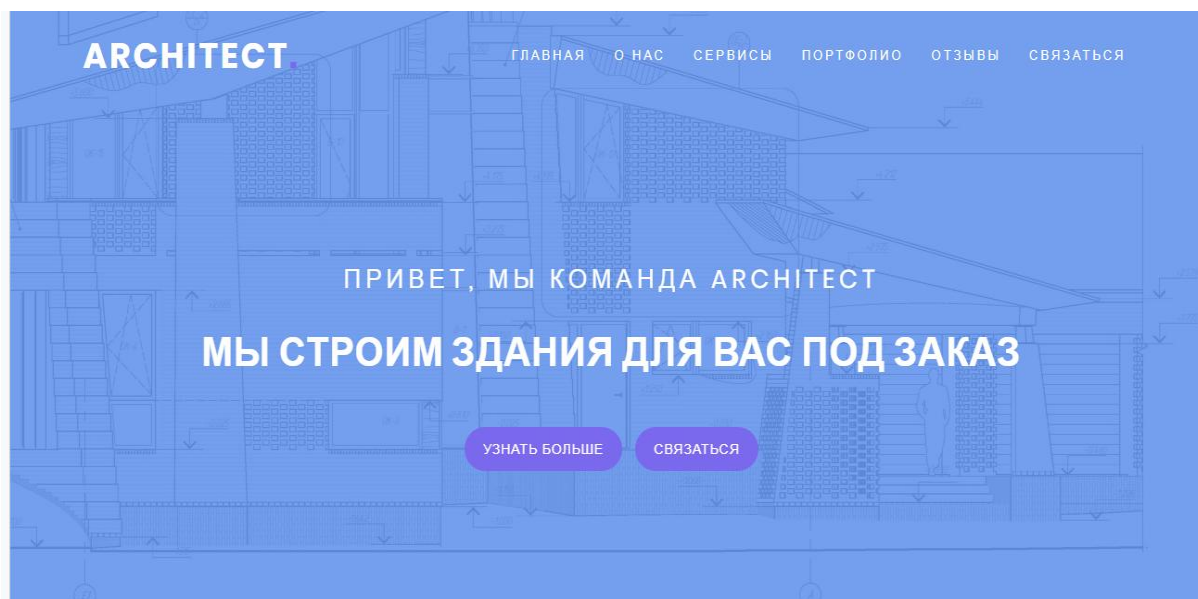 ARCHITECT.
ГЛАВНАЯ О НАС СЕРВИСЫ ПОРТФОЛИО ОТЗЫВЫ СВЯЗАТЬСЯ
ПРИВЕТ, МЫ КОМАНДА ARCHITECT
МЫ СТРОИМ ЗДАНИЯ ДЛЯ ВАС ПОД ЗАКАЗ
УЗНАТЬ БОЛЬШЕ СВЯЗАТЬСЯ